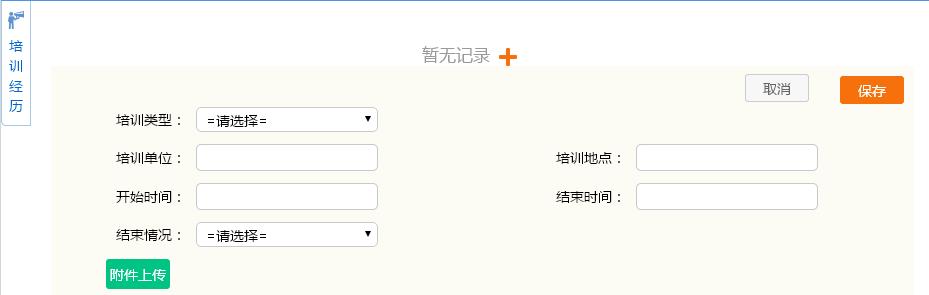 培训经历
暂无记录
取消 保存
培训类型： =请选择=
培训单位： 培训地点：
开始时间： 结束时间：
结束情况： =请选择=
附件上传